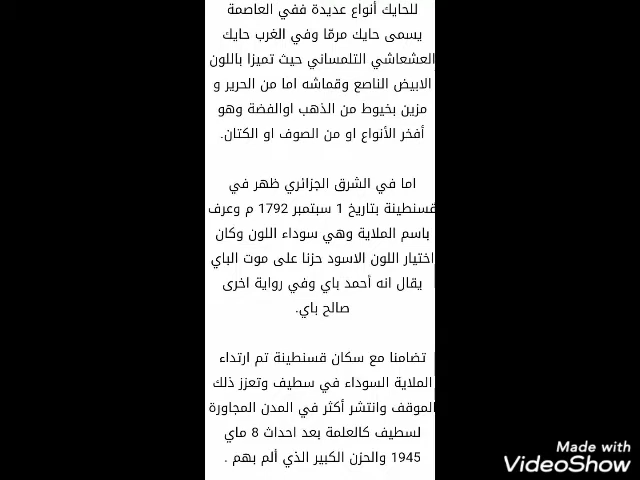 للحايك أنواع عديدة ففي العاصمة
يسمى حايك مرمّا وفي الغرب حايك
العشعاشي التلمساني حيث تميزا باللون
الابيض الناصع وقماشه اما من الحرير و
مزين بخيوط من الذهب اوالفضة وهو
أفخر الأنواع او من الصوف او الكتان.
اما في الشرق الجزائري ظهر في
قسنطينة بتاريخ 1 سبتمبر 1792 م وعرف
باسم الملاية وهي سوداء اللون وكان
اختيار اللون الاسود حزنا على موت الباي
يقال انه أحمد باي وفي رواية اخرى
صالح باي.
تضامنا مع سكان قسنطينة تم ارتداء
الملاية السوداء في سطيف وتعزز ذلك
الموقف وانتشر أكثر في المدن المجاورة
لسطيف كالعلمة بعد احداث 8 ماي
1945 والحزن الكبير الذي ألم بهم .
Made with
VideoShow